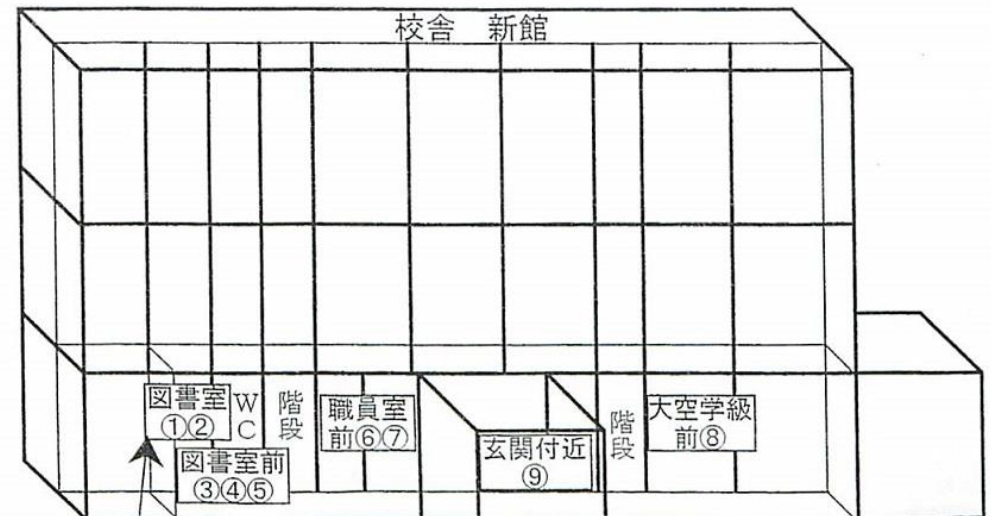 校舎 新館
図書室
①②
WC
階段
図書室前
③④⑤
職員室
前⑥⑦
玄関付近
⑨
階段
大空学級
前⑧